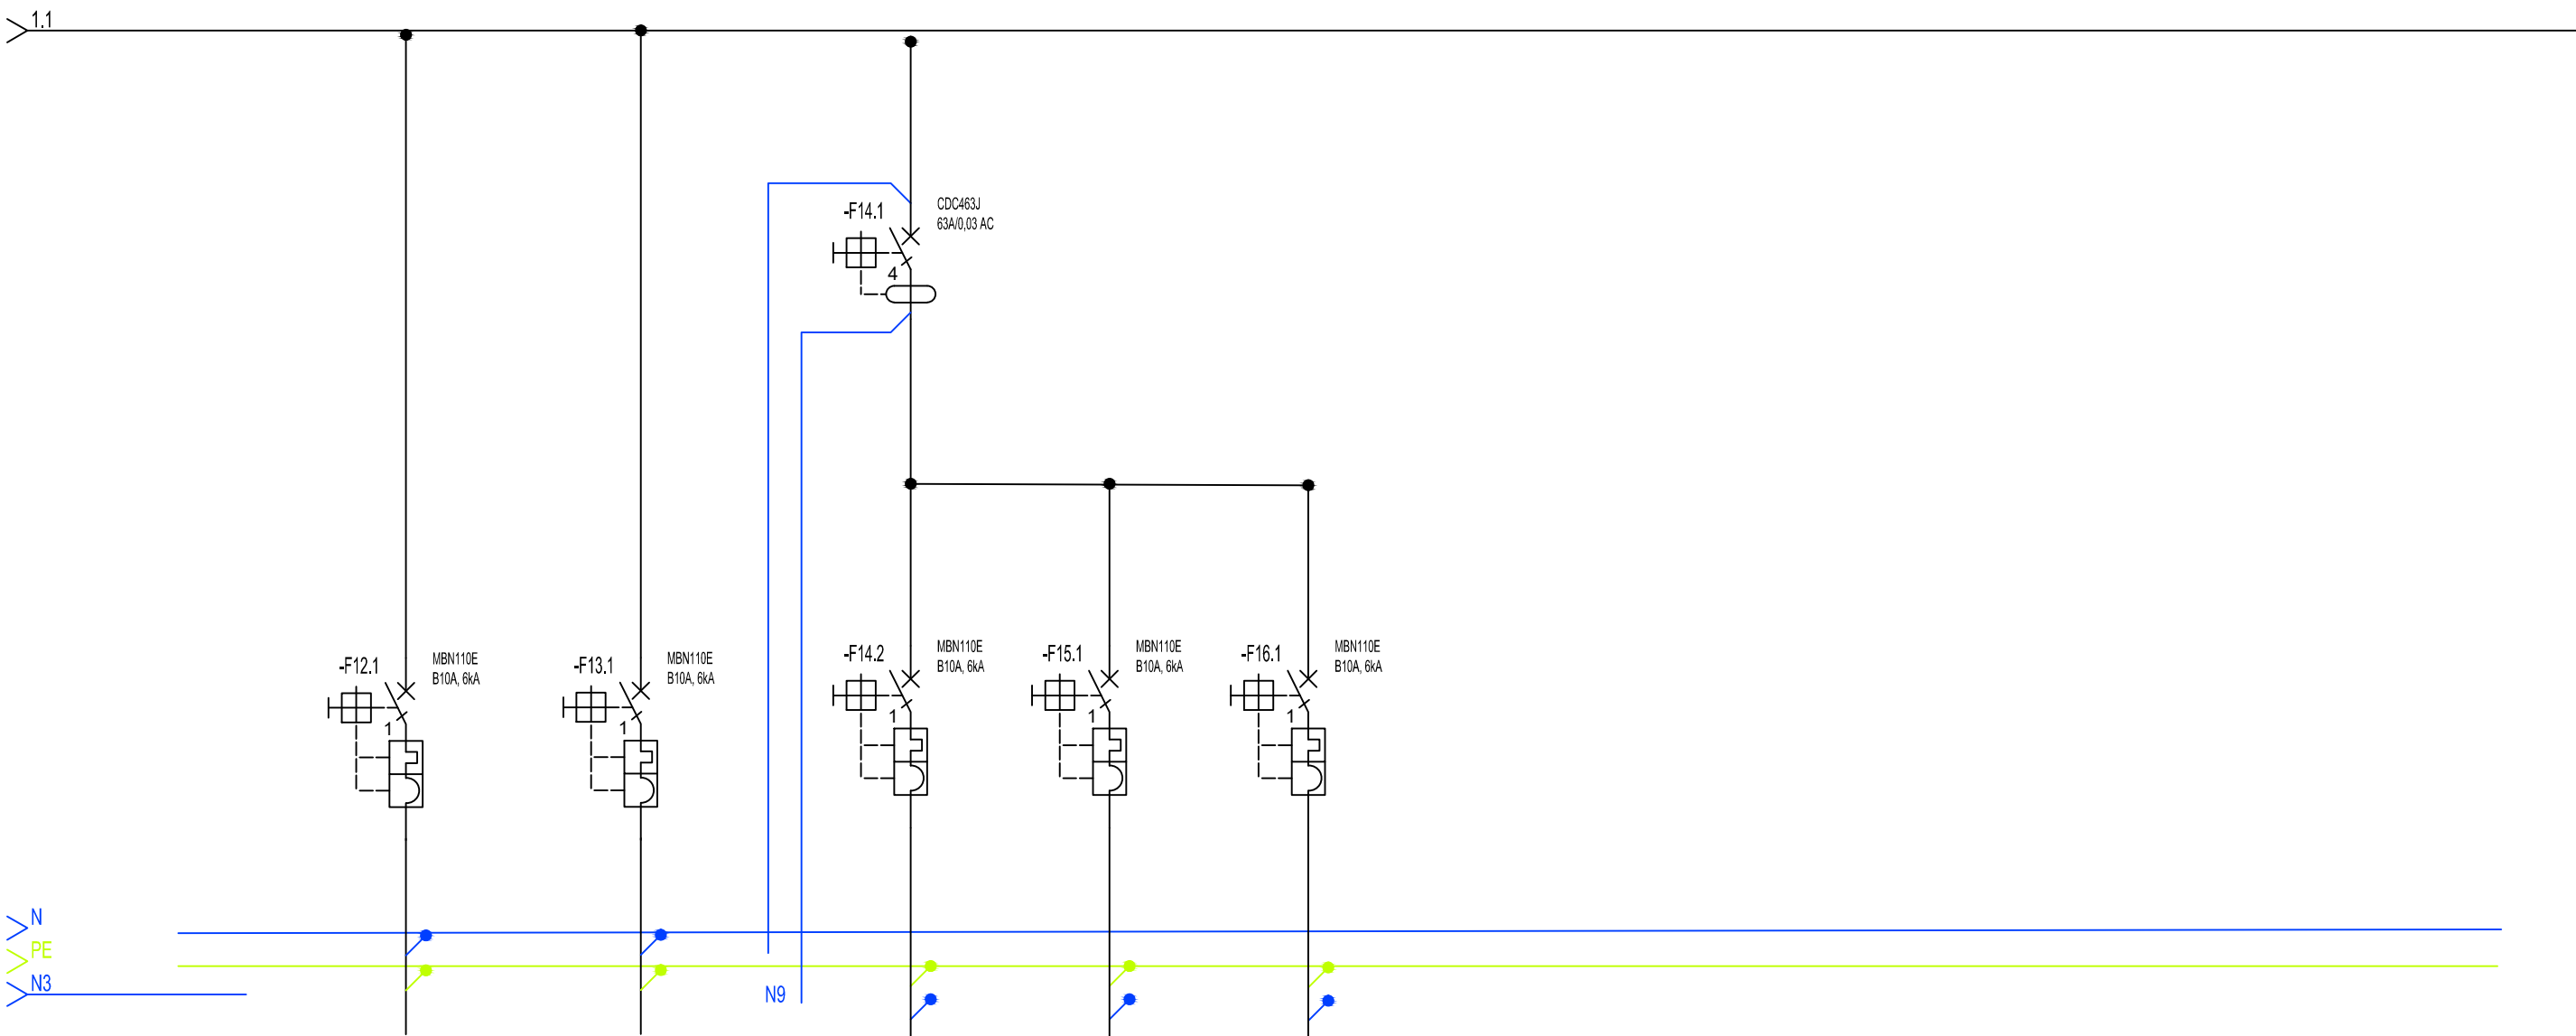 1.1
-F14.1
CDC463J
63A/0,03 AC
4
-F12.1
MBN110E
B10A, 6kA
1
-F13.1
MBN110E
B10A, 6kA
1
-F14.2
MBN110E
B10A, 6kA
1
-F15.1
MBN110E
B10A, 6kA
1
-F16.1
MBN110E
B10A, 6kA
1
N
PE
N3
N9